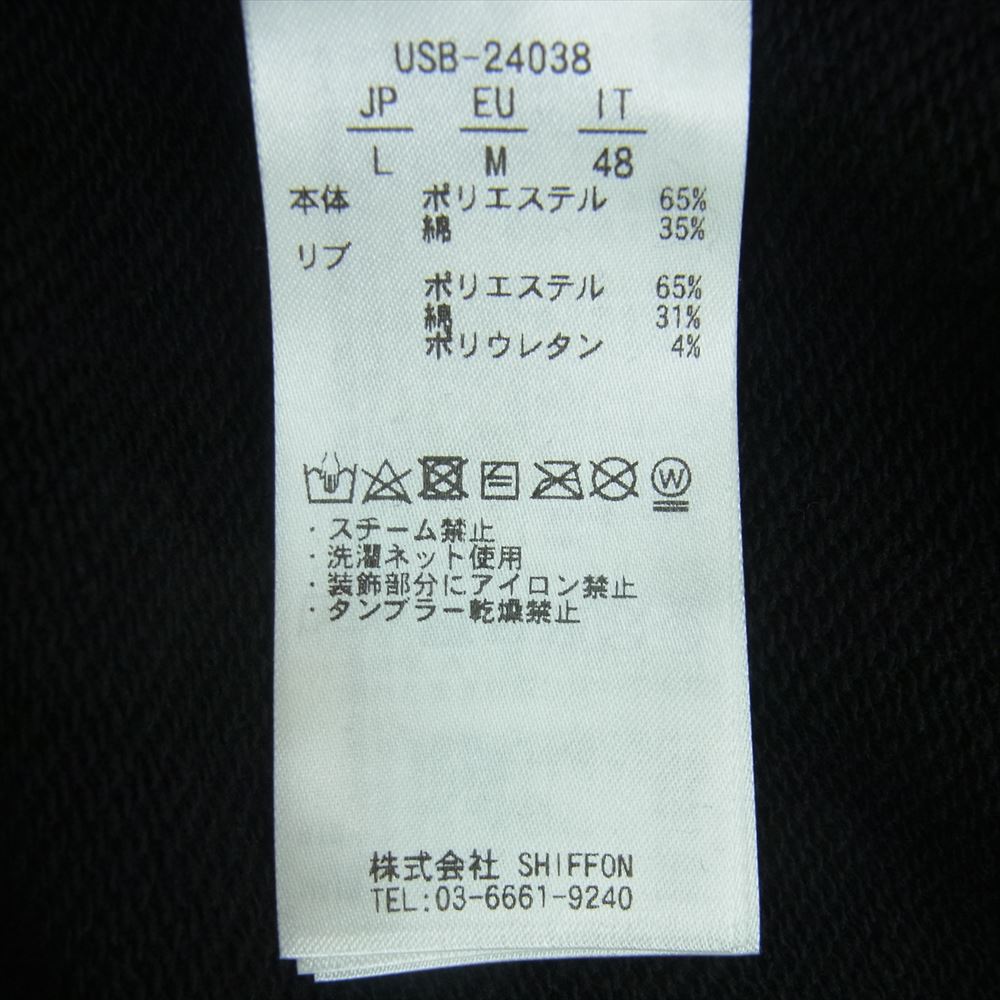 USB-24038
JP EU IT
L M 48
本体 ポリエステル 65%
綿 35%
リブ
ポリエステル 65%
綿 31%
ポリウレタン 4%
W
・スチーム禁止
・洗濯ネット使用
・装飾部分にアイロン禁止
・タンブラー乾燥禁止
株式会社 SHIFFON
TEL:03-6661-9240